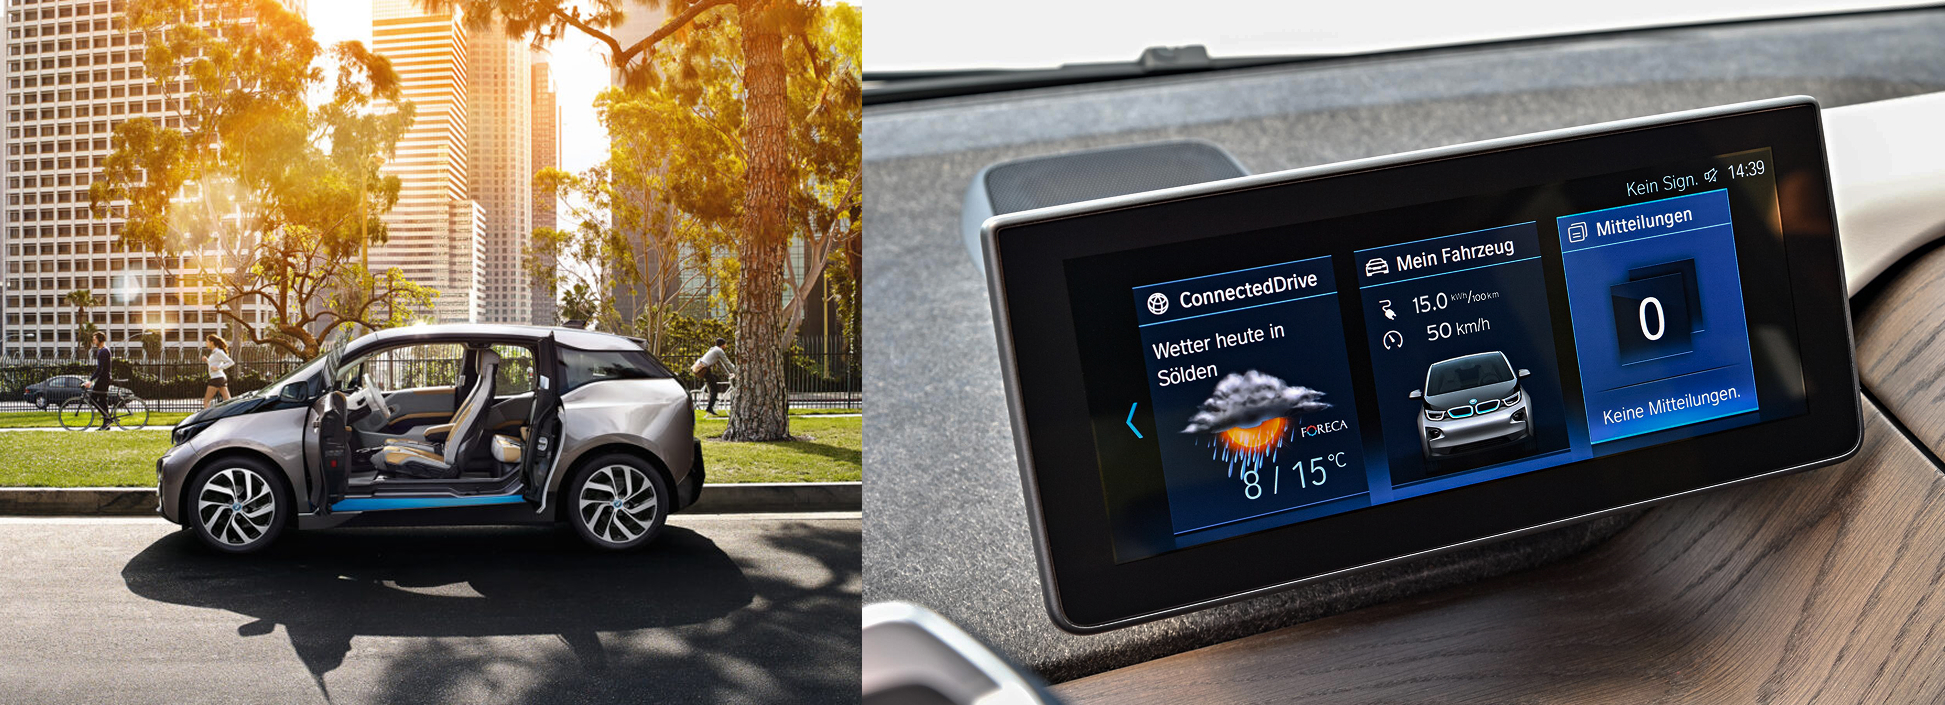 Kein Sign. 14:39
ConnectedDrive
Wetter heute in
Sölden
FORECA
8 / 15°C
Mein Fahrzeug
15.0 kWh/100km
50 km/h
Mitteilungen
0
Keine Mitteilungen.